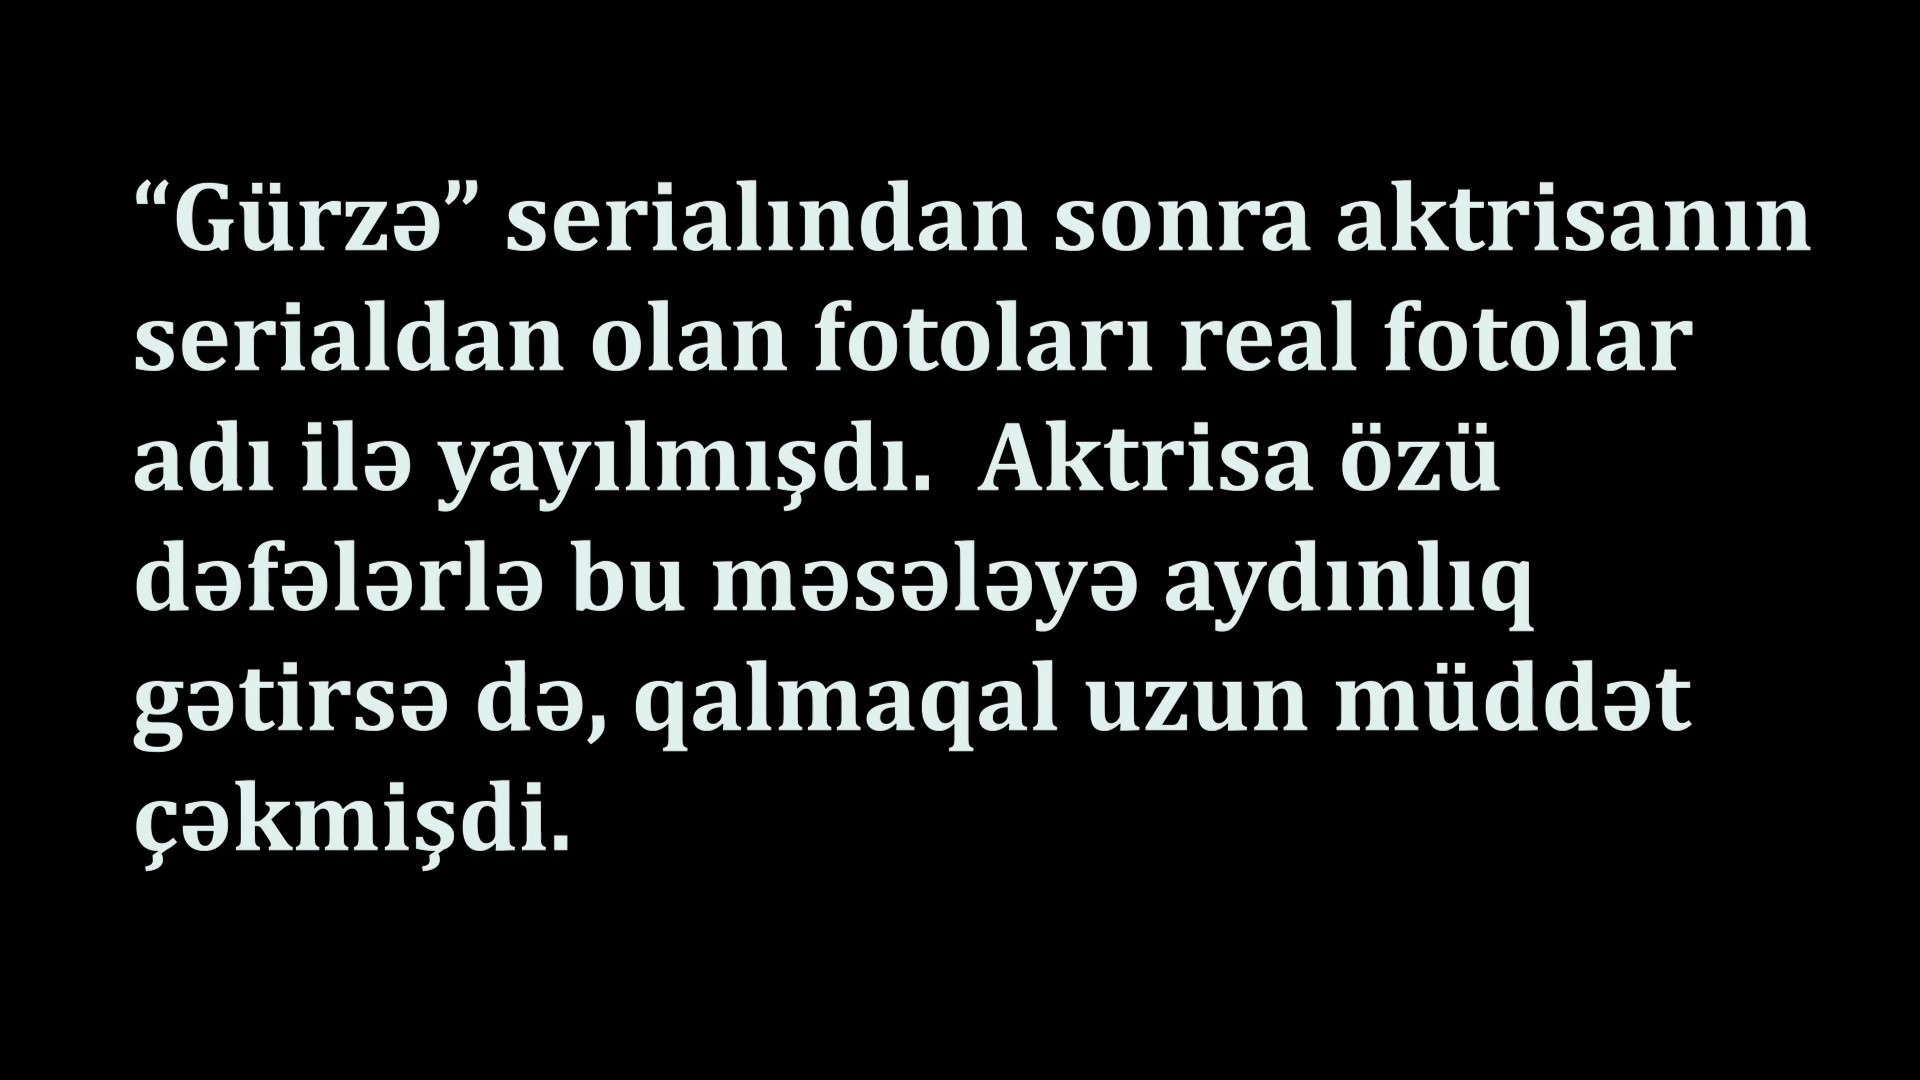 “Gürzə” serialından sonra aktrisanın
serialdan olan fotoları real fotolar
adı ilə yayılmışdı.  Aktrisa özü
dəfələrlə bu məsələyə aydınlıq
gətirsə də, qalmaqal uzun müddət
çəkmişdi.